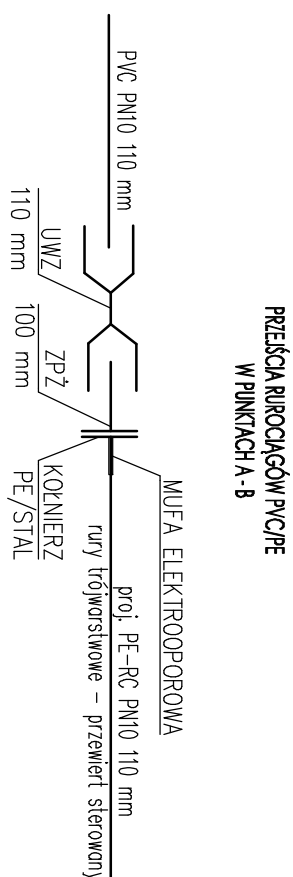 PRZEJŚCIA RUROCIĄGÓW PVC/PE
W PUNKTACH A - B
PVC PN10 110 mm
UWZ
110 mm
ZPŻ
100 mm
KOŁNIERZ
PE/STAL
MUFA ELEKTROOPOROWA
proj. PE-RC PN10 110 mm
rury trójwarstwowe - przewiert sterowany